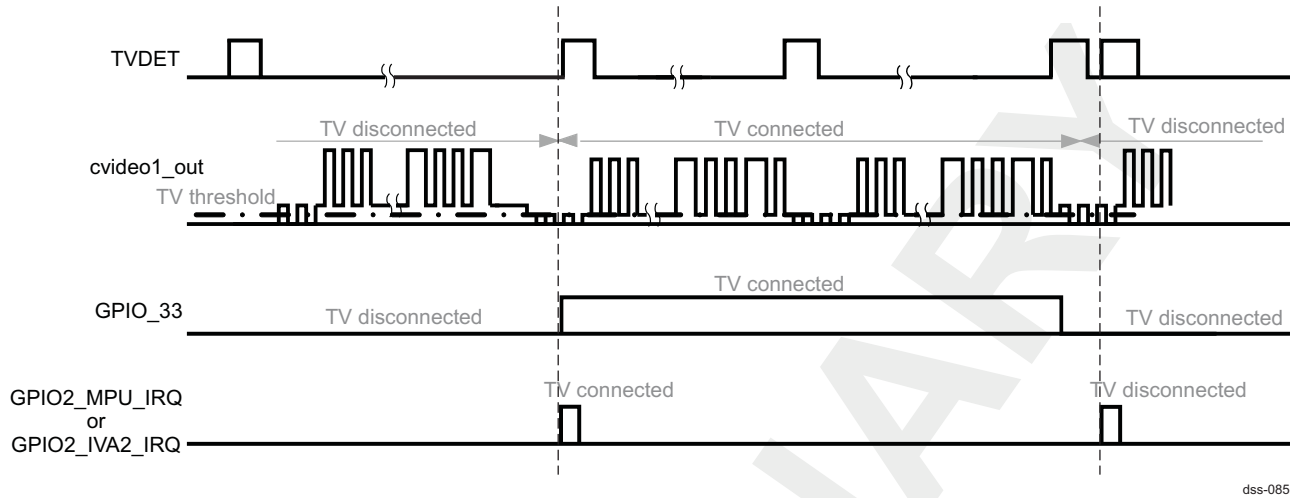 TVDET
TV disconnected
TV connected
TV disconnected
cvideo1_out
TV threshold
TV connected
GPIO_33
TV disconnected
TV disconnected
TV connected
TV disconnected
GPIO2_MPU_IRQ
or
GPIO2_IVA2_IRQ
dss-085
NARY